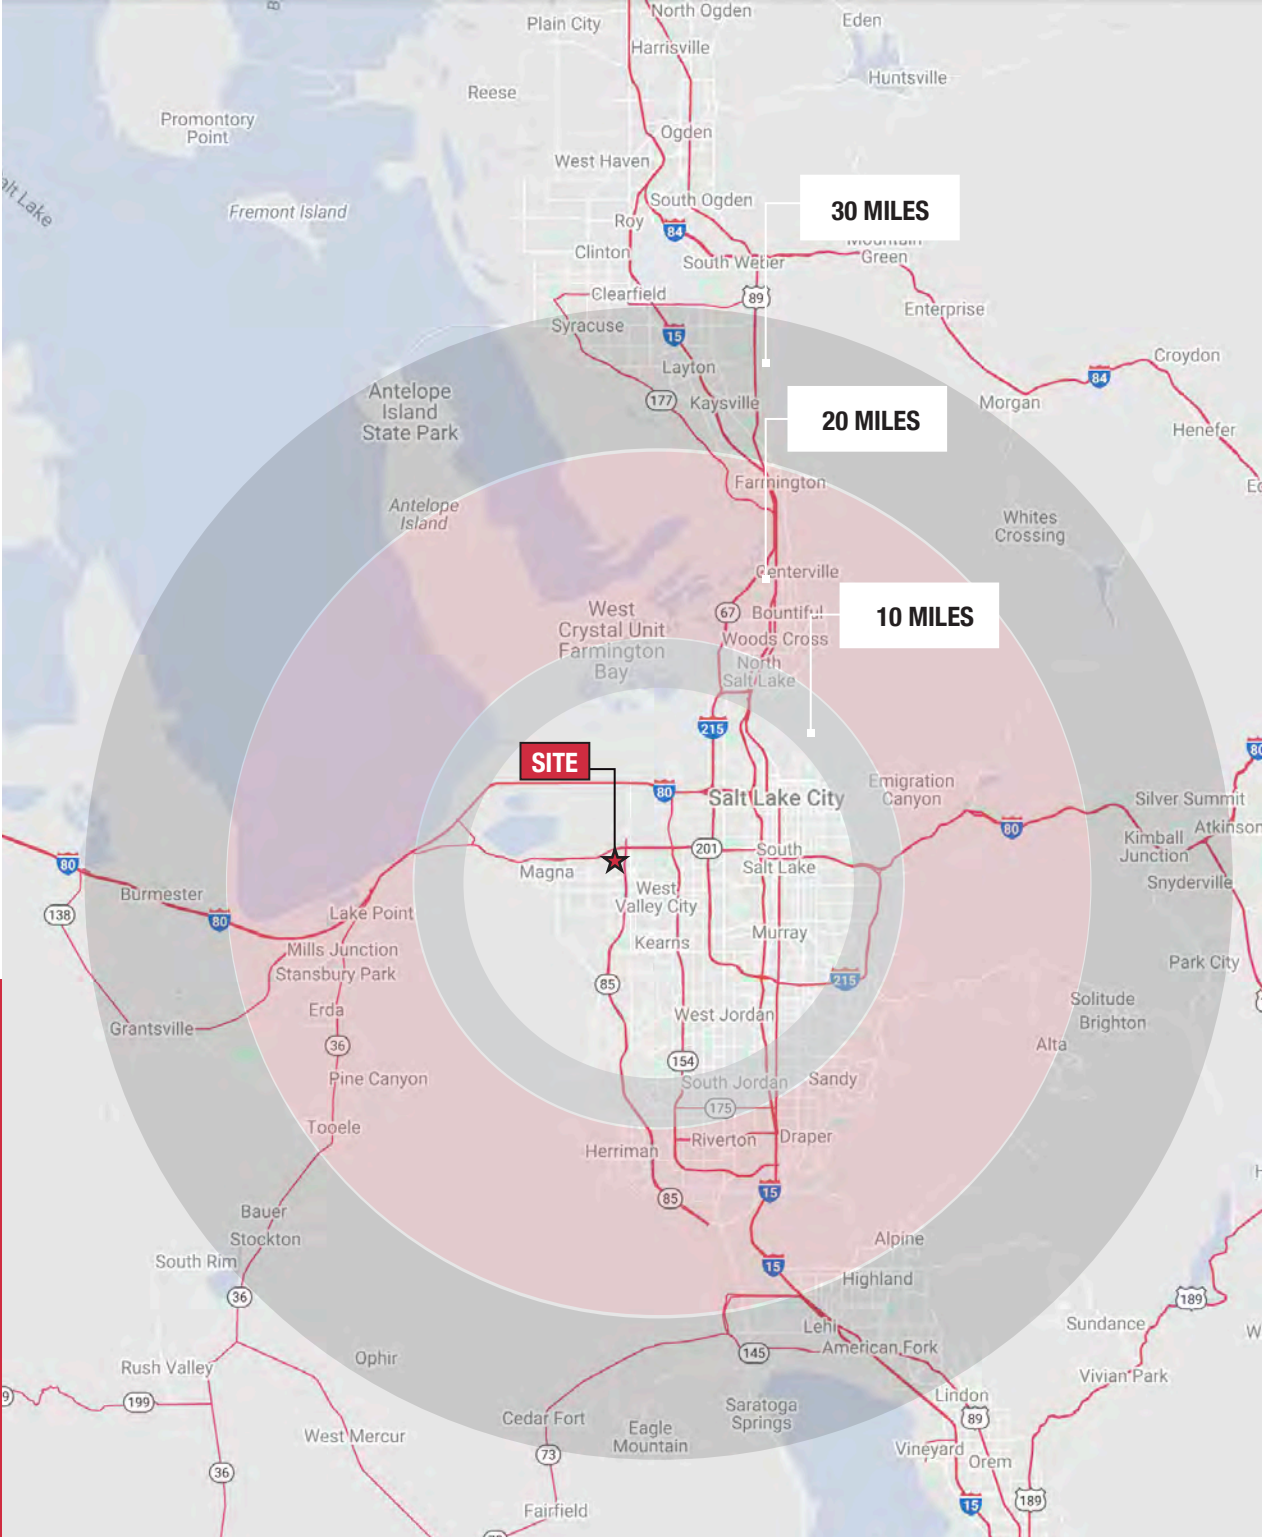 North Ogden
Plain City
Eden
Harrisville
Huntsville
Reese
Promontory
Point
Ogden
West Haven
alt Lake
South Ogden
Fremont Island
30 MILES
Roy
84
Clinton
South Weber
Mountain
Green
Clearfield
89
Enterprise
Syracuse
15
Croydon
Layton
84
Antelope
Island
State Park
177
Kaysville
Morgan
20 MILES
Henefer
Farmington
Antelope
Island
Whites
Crossing
Centerville
West
Crystal Unit
Farmington
Bay
67
Bountiful
10 MILES
Woods Cross
North
Salt Lake
215
80
SITE
Emigration
Canyon
80
Salt Lake City
Silver Summit
80
Atkinson
Kimball
Junction
201
South
Salt Lake
80
Magna
Snyderville
Burmester
West
Valley City
138
80
Lake Point
Murray
Kearns
Mills Junction
Park City
Stansbury Park
85
215
Solitude
Erda
West Jordan
Brighton
Grantsville
36
Alta
154
Pine Canyon
South Jordan
Sandy
175
Tooele
Riverton
Draper
Herriman
15
85
Bauer
Stockton
Alpine
South Rim
15
Highland
36
189
Sundance
Lehi
American Fork
145
Ophir
Rush Valley
Vivian Park
9
199
Lindon
Saratoga
Springs
Cedar Fort
89
Eagle
Mountain
West Mercur
Vineyard
73
Orem
36
189
15
Fairfield